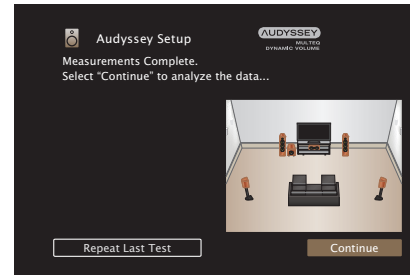 Audyssey Setup
AUDYSSEY
MULTEQ
DYNAMIC VOLUME
Measurements Complete.
Select “Continue” to analyze the data...
Repeat Last Test
Continue